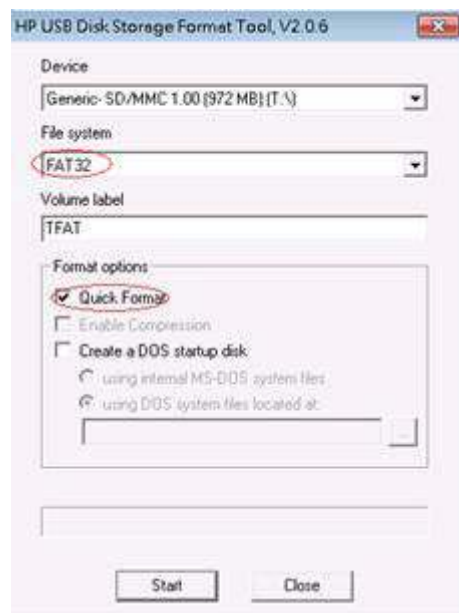 HP USB Disk Storage Format Tool, V2.0.6
Device
Generic- SD/MMC 1.00 (972 MB) (T:\)
File system
FAT32
Volume label
TFAT
Format options
Quick Format
Enable Compression
Create a DOS startup disk
using internal MS-DOS system files
using DOS system files located at:
...
Start
Close